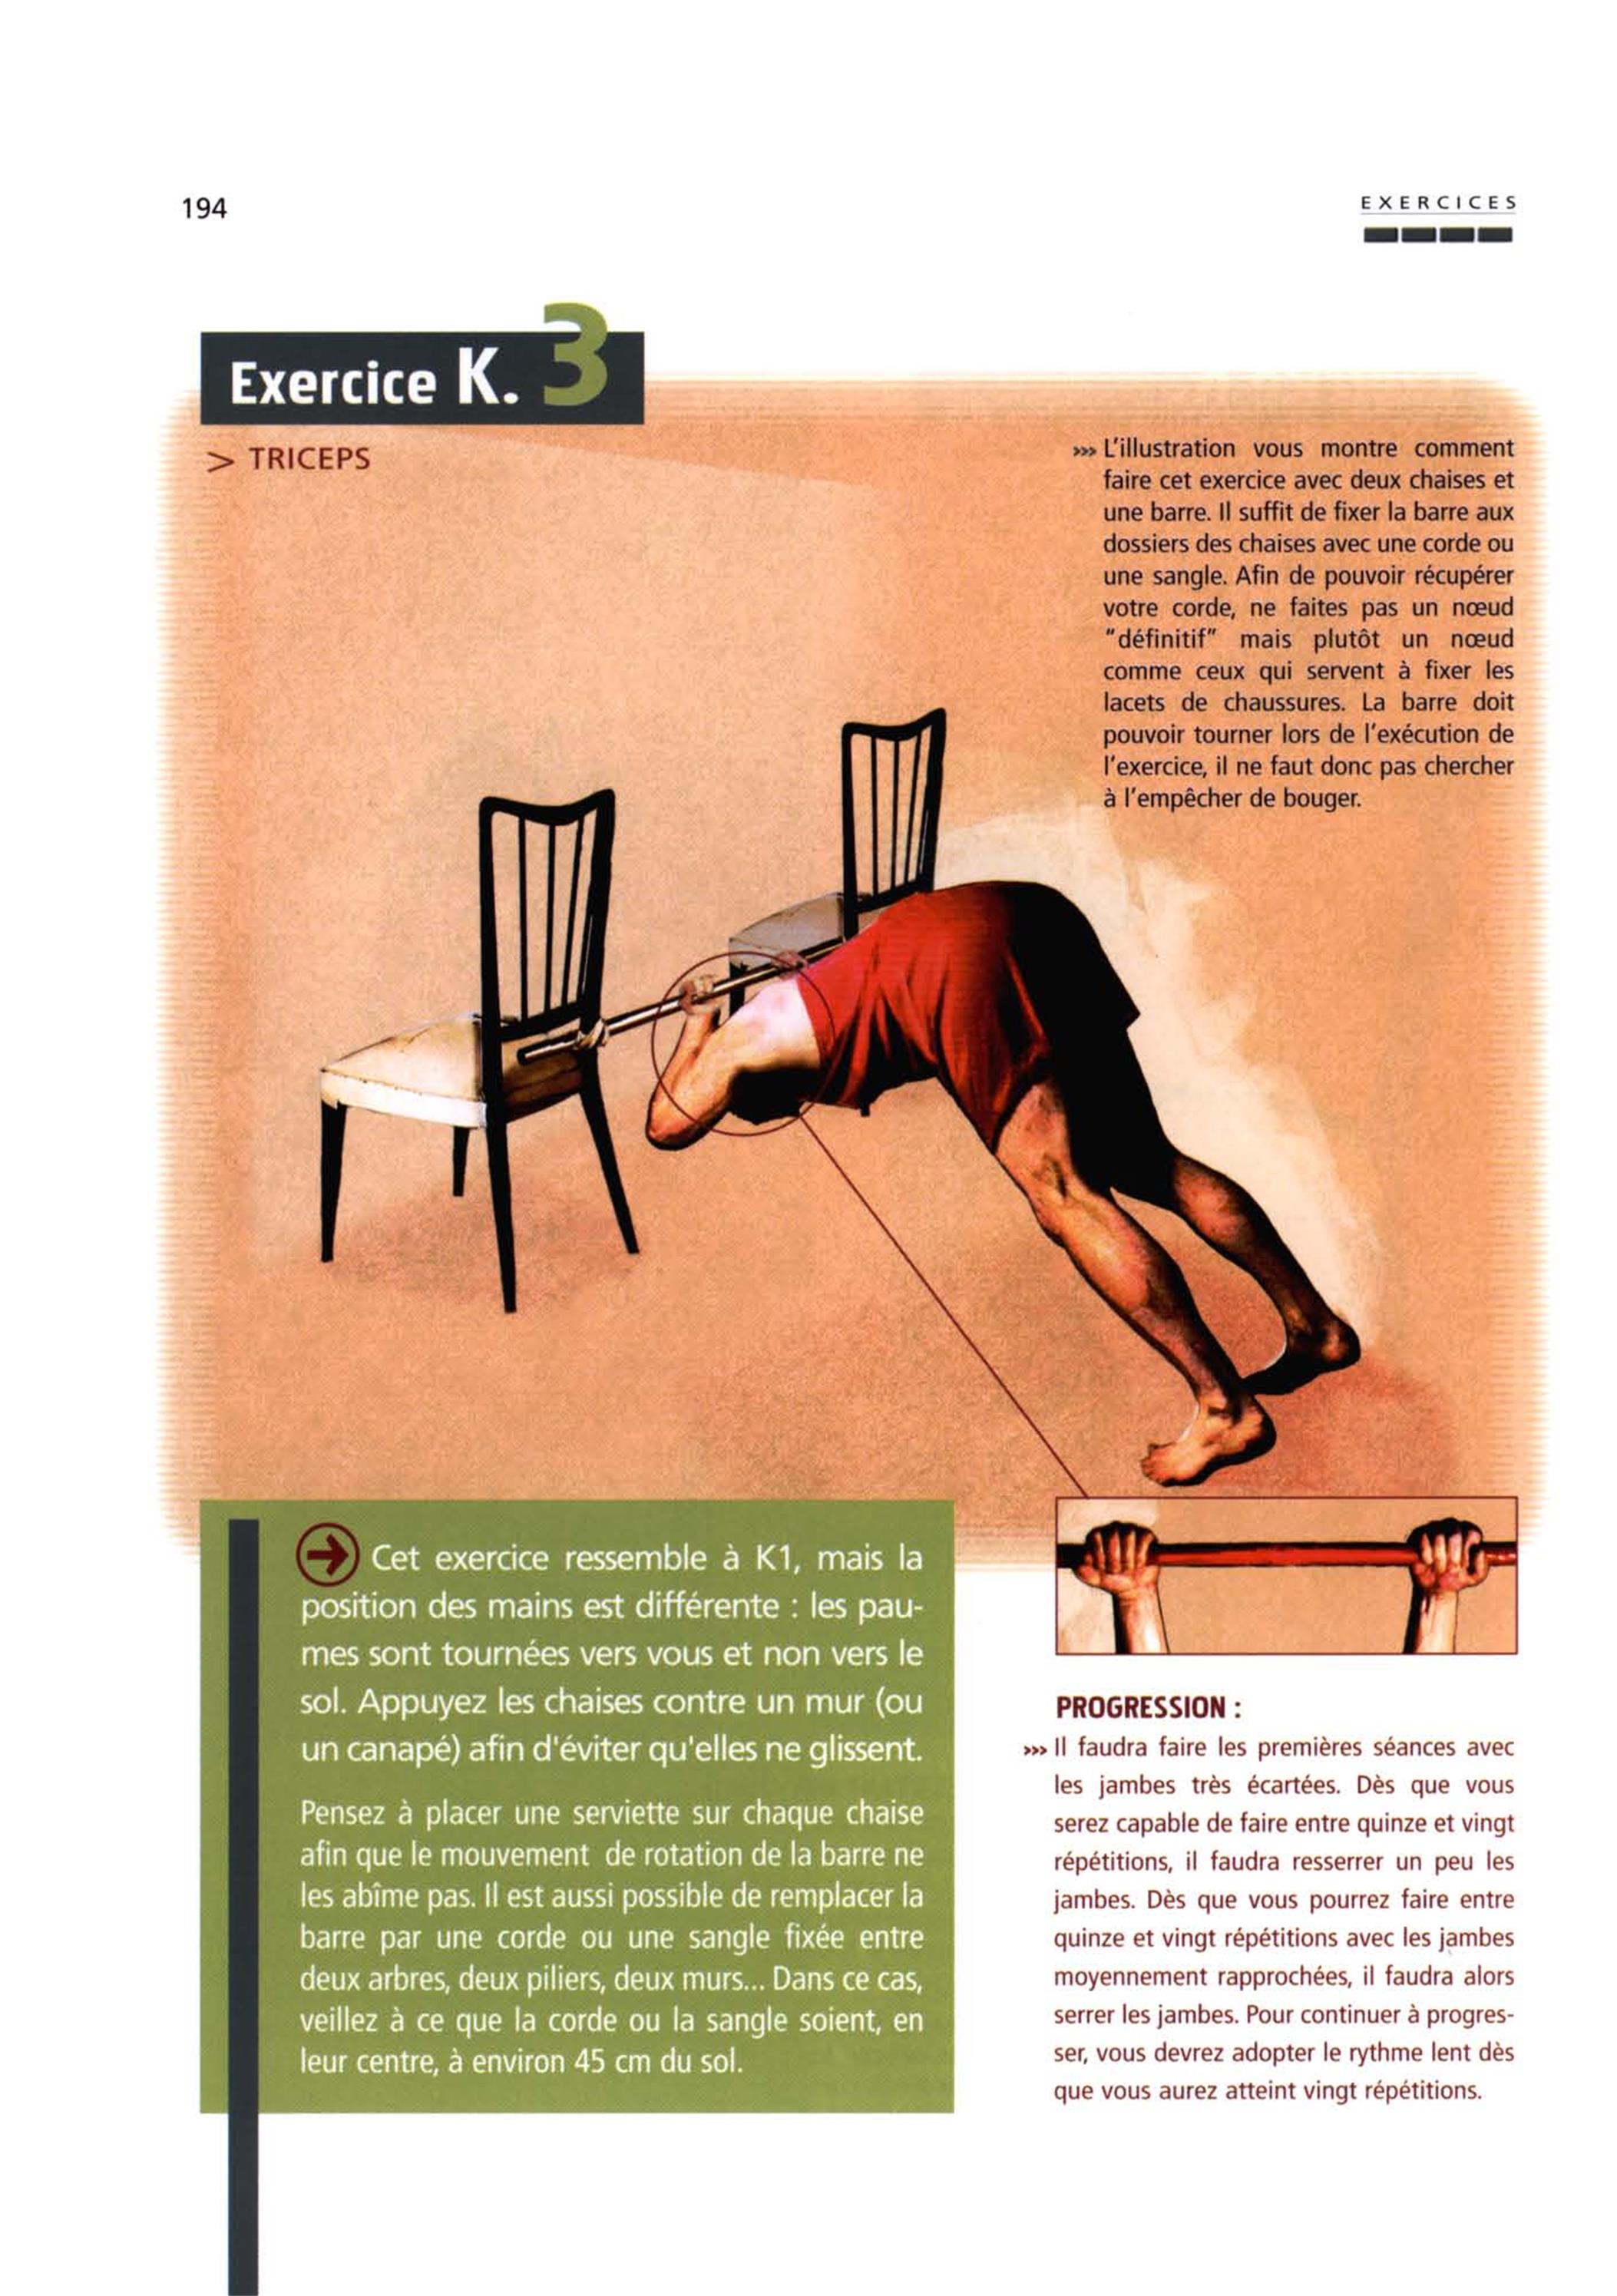 194
EXERCICES
Exercice K. 3
> TRICEPS
»» L'illustration vous montre comment
faire cet exercice avec deux chaises et
une barre. Il suffit de fixer la barre aux
dossiers des chaises avec une corde ou
une sangle. Afin de pouvoir récupérer
votre corde, ne faites pas un nœud
"définitif" mais plutôt un nœud
comme ceux qui servent à fixer les
lacets de chaussures. La barre doit
pouvoir tourner lors de l'exécution de
l'exercice, il ne faut donc pas chercher
à l'empêcher de bouger.
Cet exercice ressemble à K1, mais la
position des mains est différente : les pau-
mes sont tournées vers vous et non vers le
sol. Appuyez les chaises contre un mur (ou
un canapé) afin d'éviter qu'elles ne glissent.
Pensez à placer une serviette sur chaque chaise
afin que le mouvement de rotation de la barre ne
les abîme pas. Il est aussi possible de remplacer la
barre par une corde ou une sangle fixée entre
deux arbres, deux piliers, deux murs... Dans ce cas,
veillez à ce que la corde ou la sangle soient, en
leur centre, à environ 45 cm du sol.
PROGRESSION :
»» Il faudra faire les premières séances avec
les jambes très écartées. Dès que vous
serez capable de faire entre quinze et vingt
répétitions, il faudra resserrer un peu les
jambes. Dès que vous pourrez faire entre
quinze et vingt répétitions avec les jambes
moyennement rapprochées, il faudra alors
serrer les jambes. Pour continuer à progres-
ser, vous devrez adopter le rythme lent dès
que vous aurez atteint vingt répétitions.